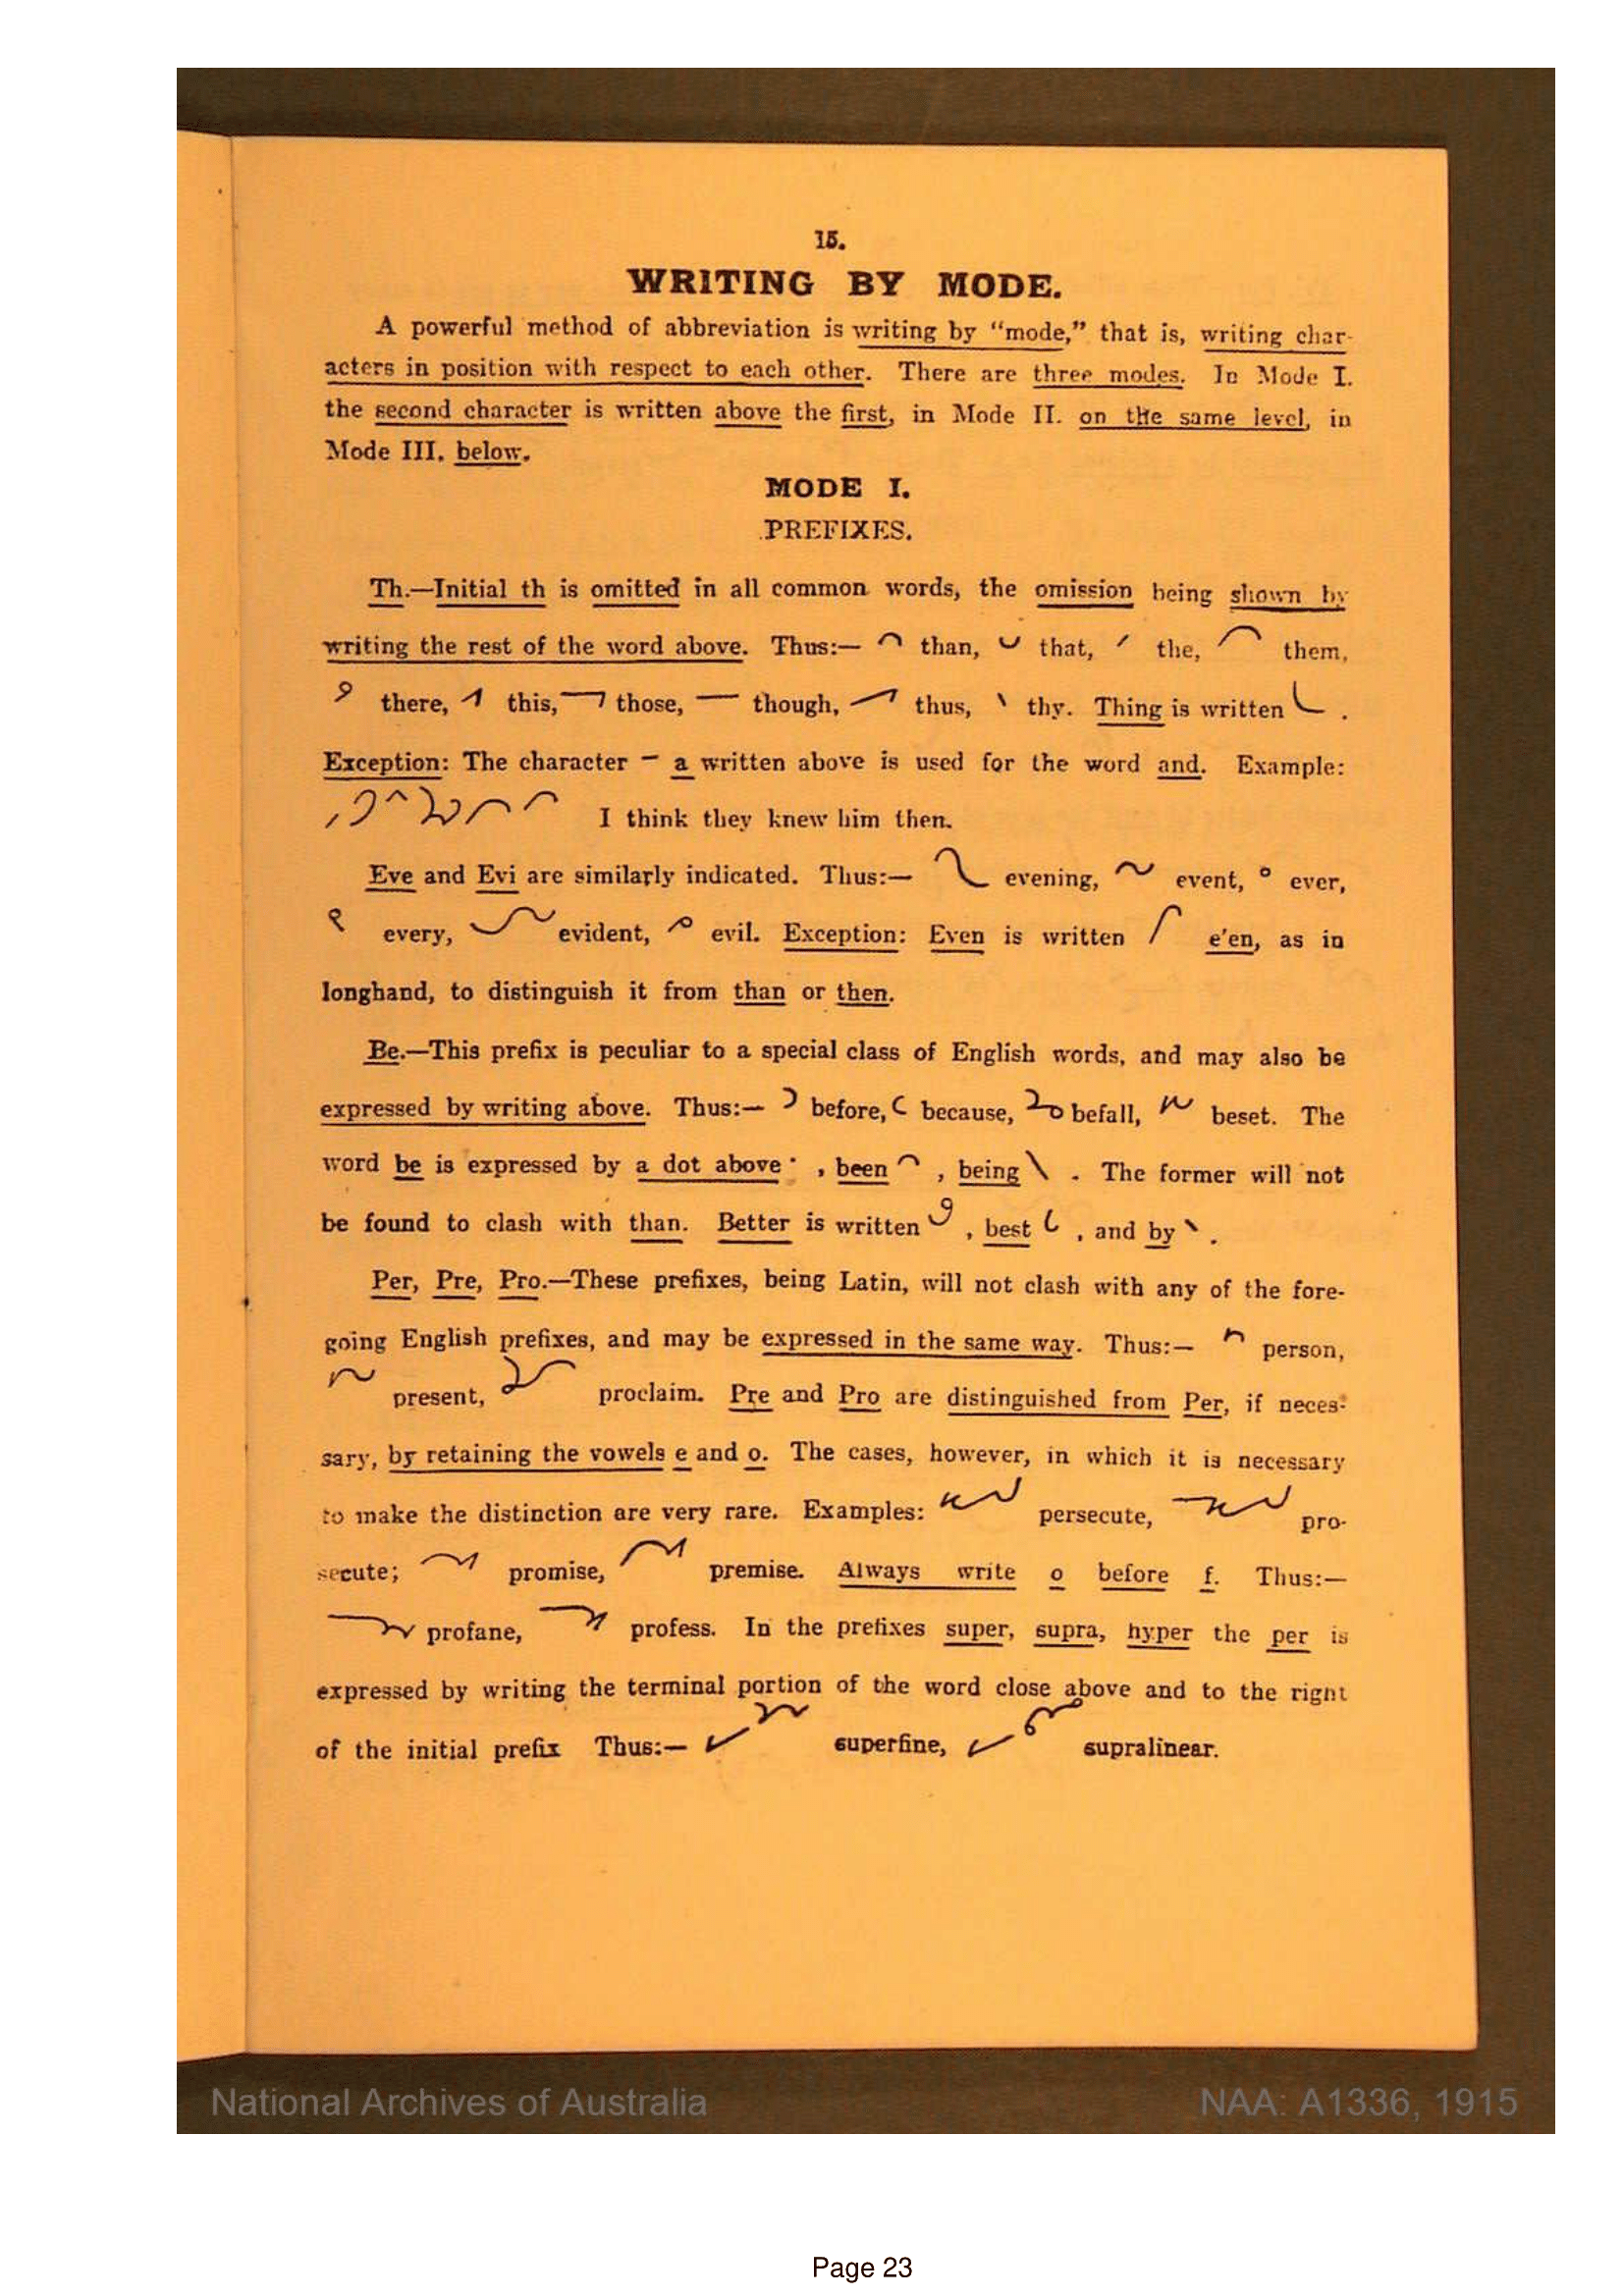 15.
WRITING BY MODE.
A powerful method of abbreviation is writing by “mode,” that is, writing char-
acters in position with respect to each other. There are three modes. In Mode I.
the second character is written above the first, in Mode II. on the same level, in
Mode III. below.
MODE I.
PREFIXES.
Th.—Initial th is omitted in all common words, the omission being shown by
writing the rest of the word above. Thus:— than, that, the, them,
there, this, those, though, thus, thy. Thing is written .
Exception: The character a written above is used for the word and. Example:
I think they knew him then.
Eve and Evi are similarly indicated. Thus:— evening, event, ever,
every, evident, evil. Exception: Even is written e'en, as in
longhand, to distinguish it from than or then.
Be.—This prefix is peculiar to a special class of English words, and may also be
expressed by writing above. Thus:— before, because, befall, beset. The
word be is expressed by a dot above , been , being . The former will not
be found to clash with than. Better is written , best , and by .
Per, Pre, Pro.—These prefixes, being Latin, will not clash with any of the fore-
going English prefixes, and may be expressed in the same way. Thus:— person,
present, proclaim. Pre and Pro are distinguished from Per, if neces-
sary, by retaining the vowels e and o. The cases, however, in which it is necessary
to make the distinction are very rare. Examples: persecute, pro-
secute; promise, premise. Always write o before f. Thus:—
profane, profess. In the prefixes super, supra, hyper the per is
expressed by writing the terminal portion of the word close above and to the right
of the initial prefix Thus:— superfine, supralinear.
National Archives of Australia
NAA: A1336, 1915
Page 23